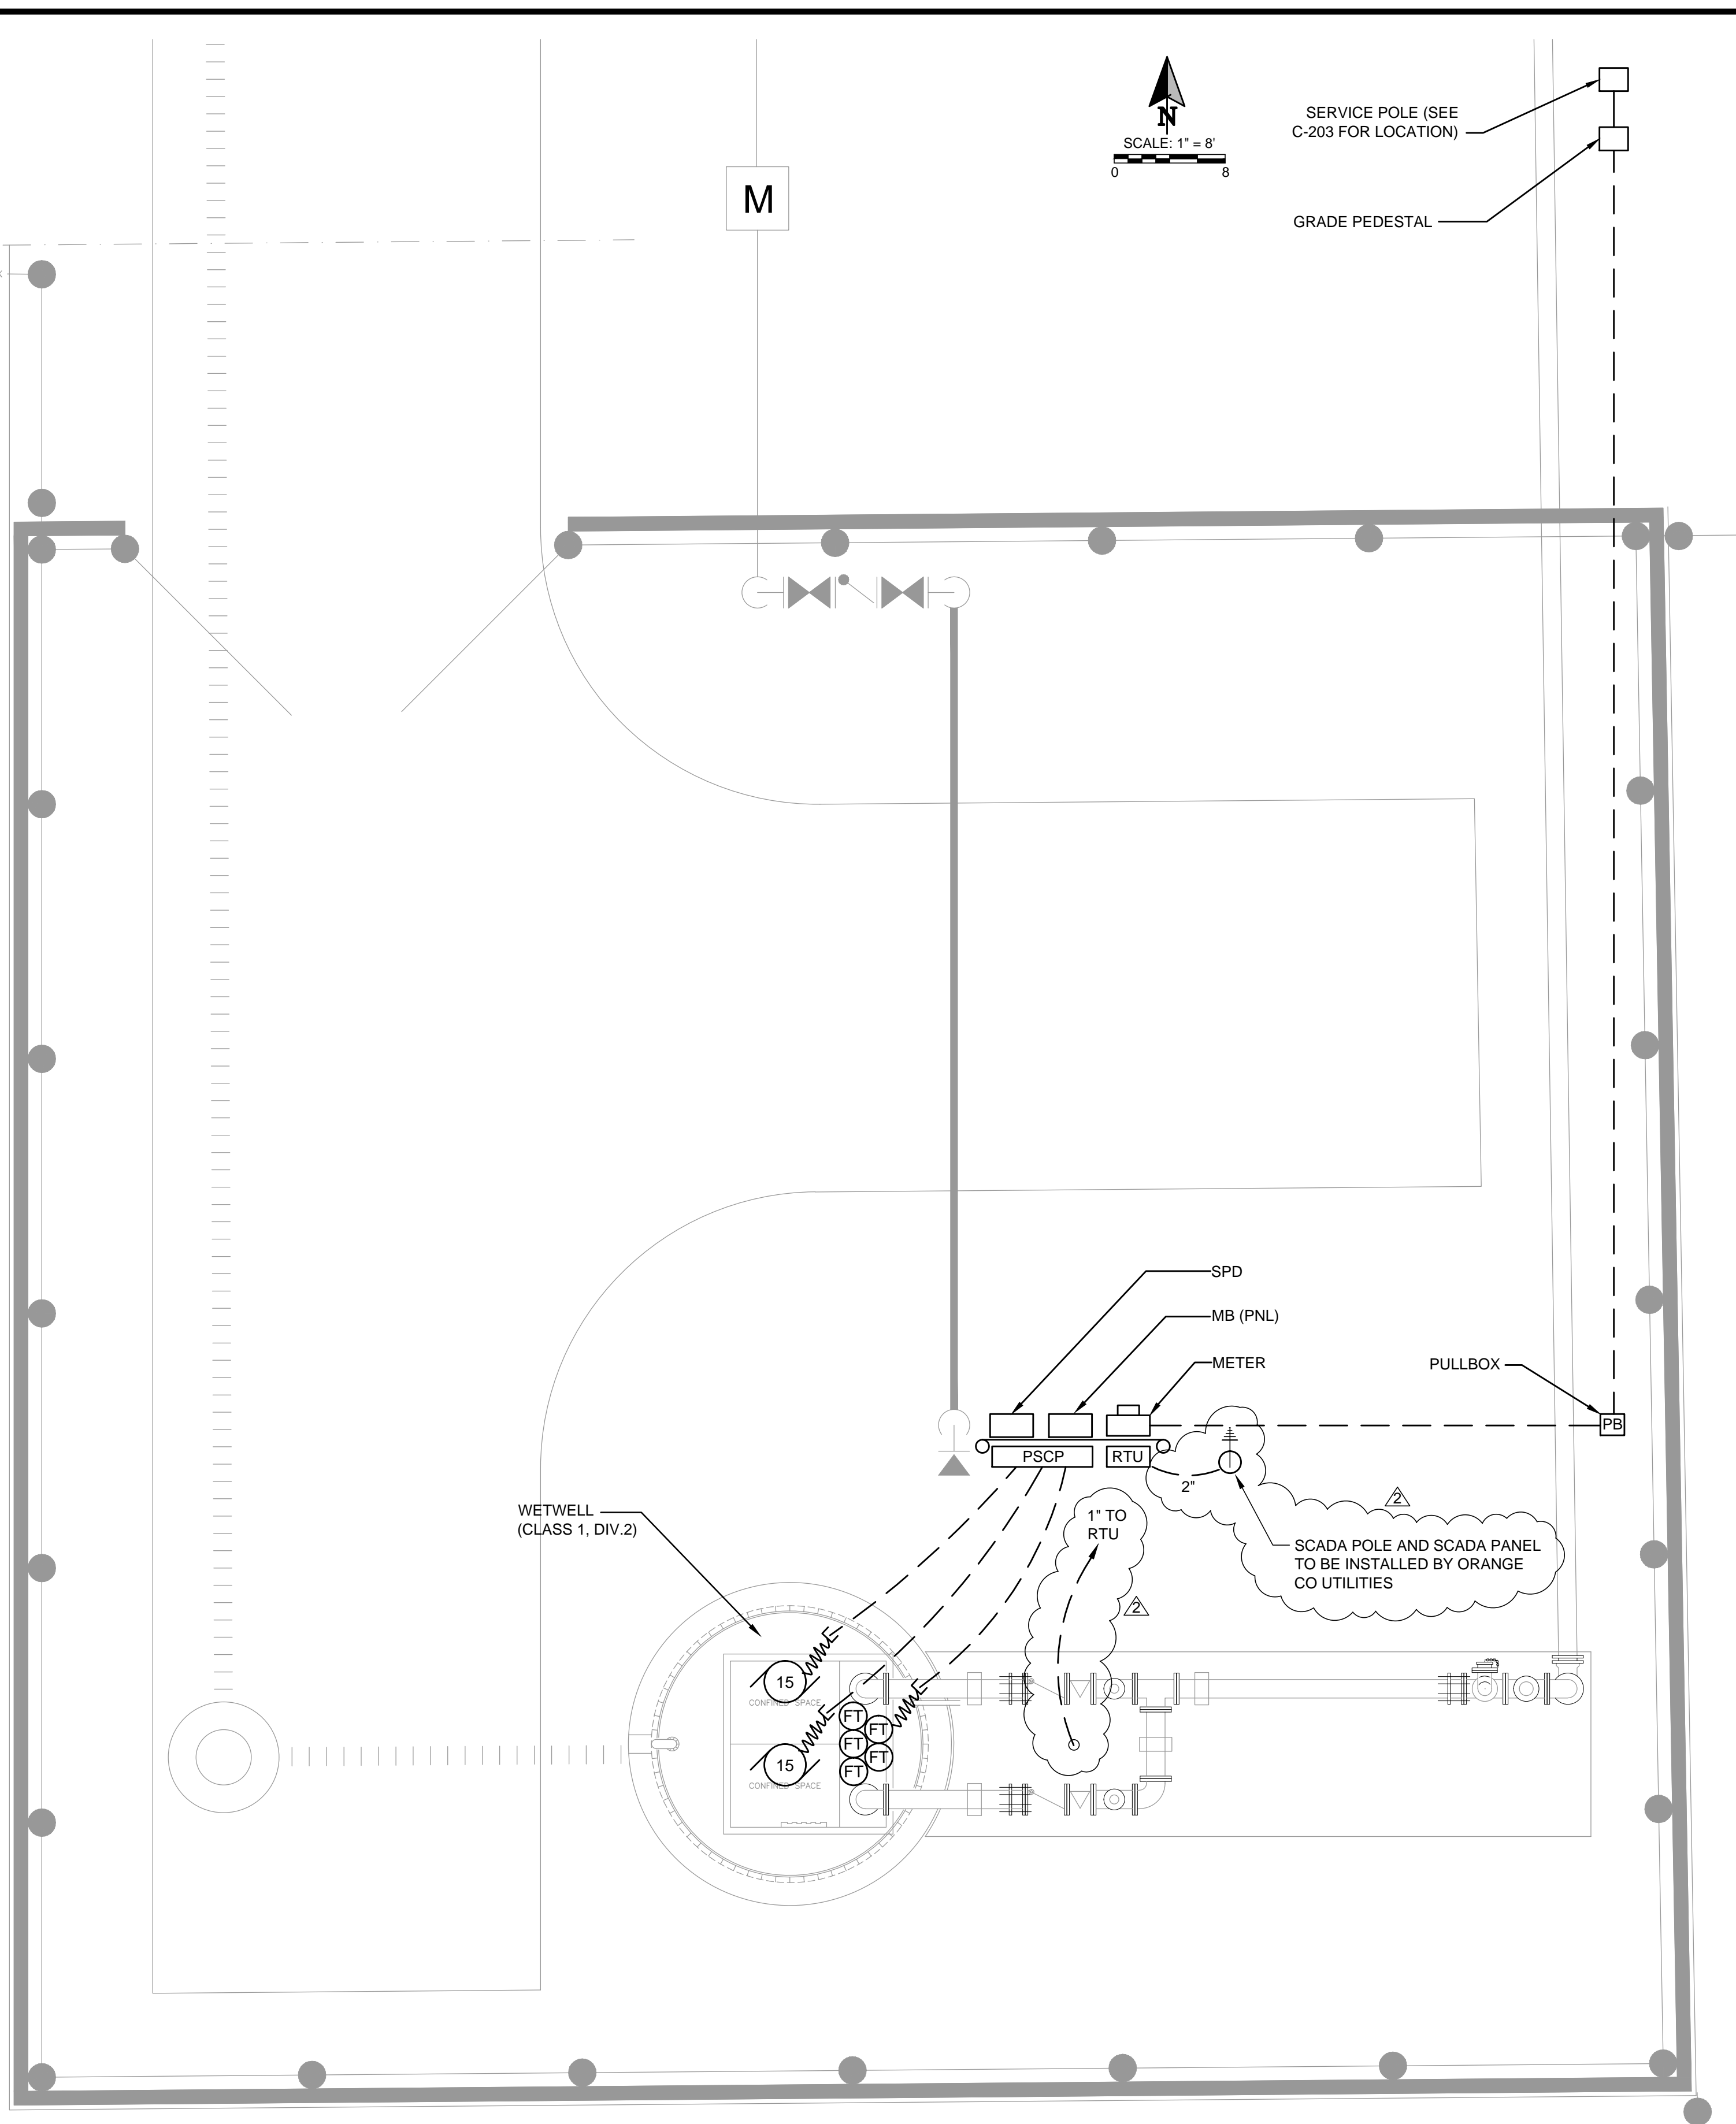 N
SCALE: 1" = 8'
0 8
SERVICE POLE (SEE
C-203 FOR LOCATION)
GRADE PEDESTAL
M
X
SPD
MB (PNL)
METER
PULLBOX
PB
PSCP
RTU
2"
WETWELL
(CLASS 1, DIV.2)
1" TO
RTU
2
SCADA POLE AND SCADA PANEL
TO BE INSTALLED BY ORANGE
CO UTILITIES
2
15
CONFINED SPACE
FT
FT
FT
FT
FT
15
CONFINED SPACE